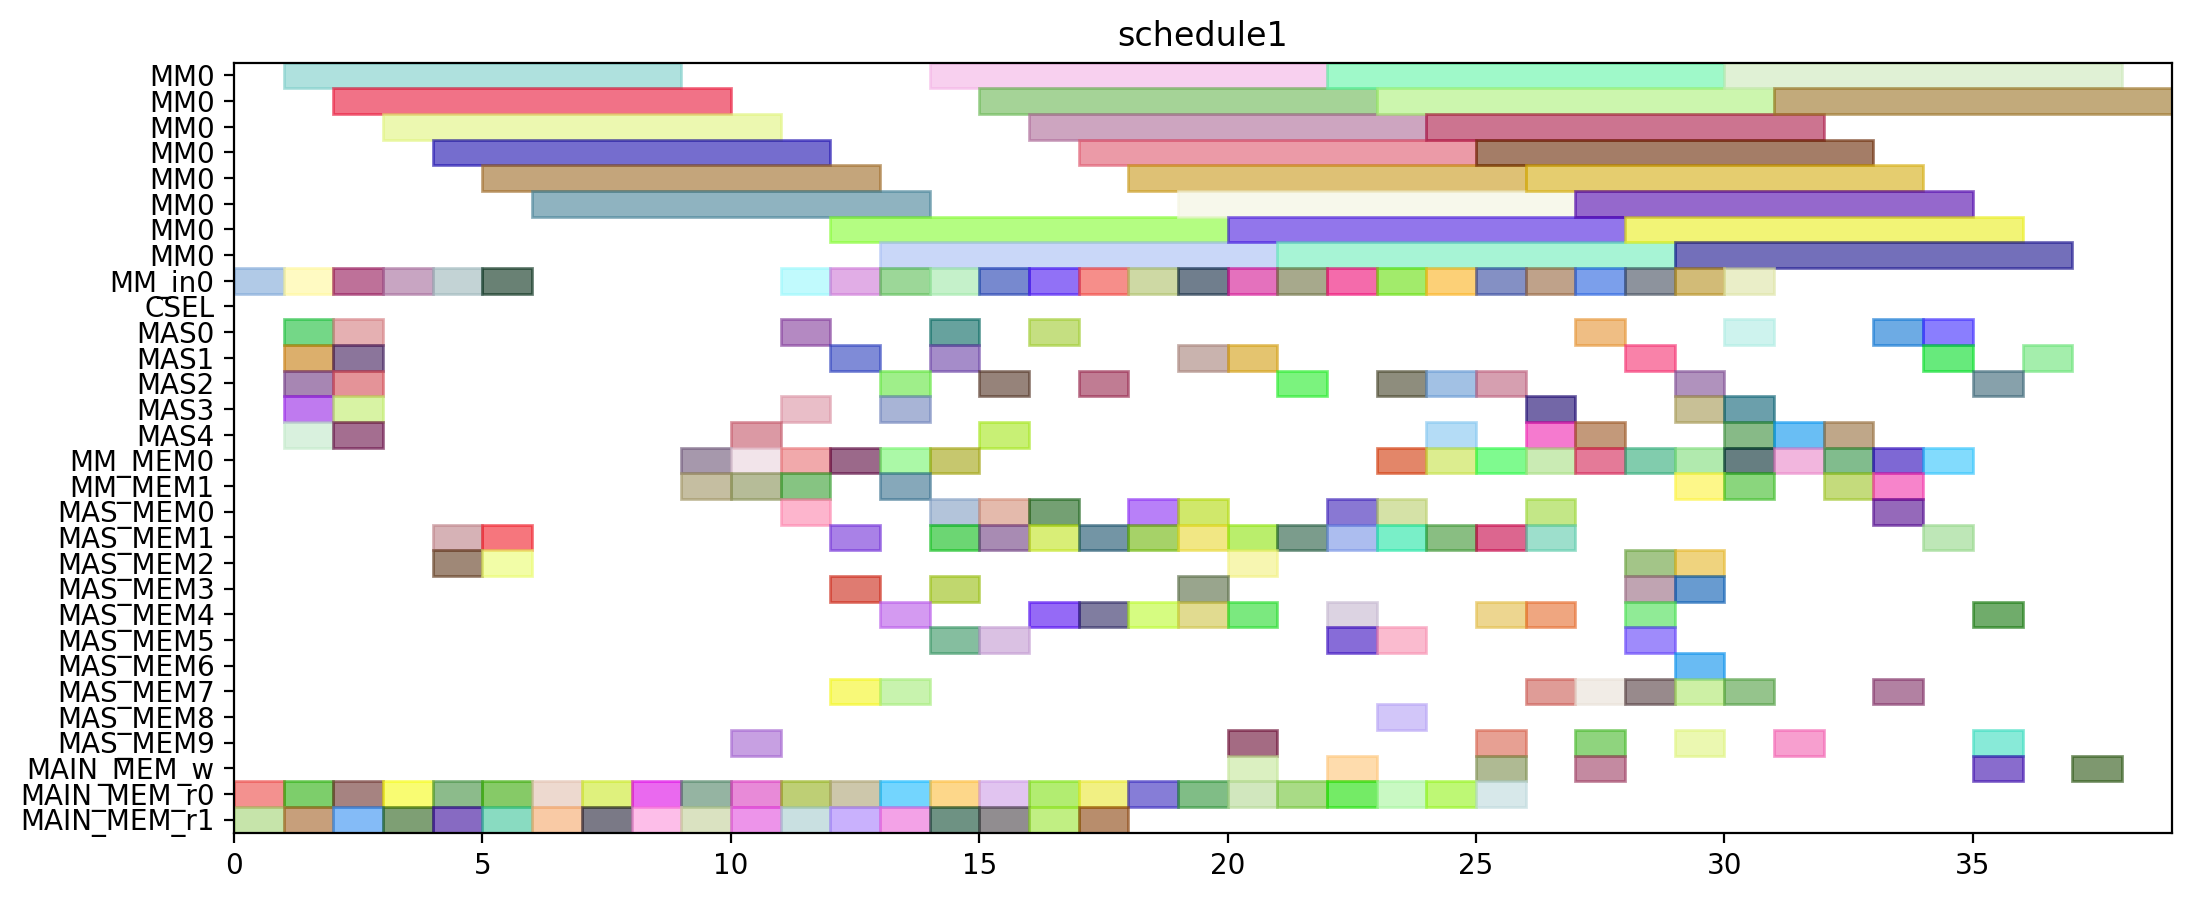 schedule1
MM0
MM0
MM0
MM0
MM0
MM0
MM0
MM0
MM_in0
CSEL
MAS0
MAS1
MAS2
MAS3
MAS4
MM_MEM0
MM_MEM1
MAS_MEM0
MAS_MEM1
MAS_MEM2
MAS_MEM3
MAS_MEM4
MAS_MEM5
MAS_MEM6
MAS_MEM7
MAS_MEM8
MAS_MEM9
MAIN_MEM_w
MAIN_MEM_r0
MAIN_MEM_r1
0 5 10 15 20 25 30 35